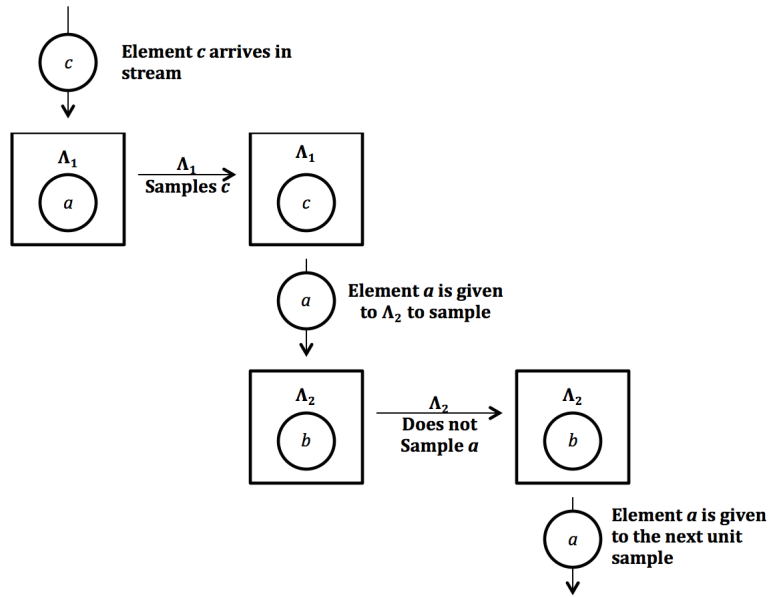 c
Element c arrives in
stream
Λ1
a
Λ1
Samples c
Λ1
c
a
Element a is given
to Λ2 to sample
Λ2
b
Λ2
Does not
Sample a
Λ2
b
a
Element a is given
to the next unit
sample